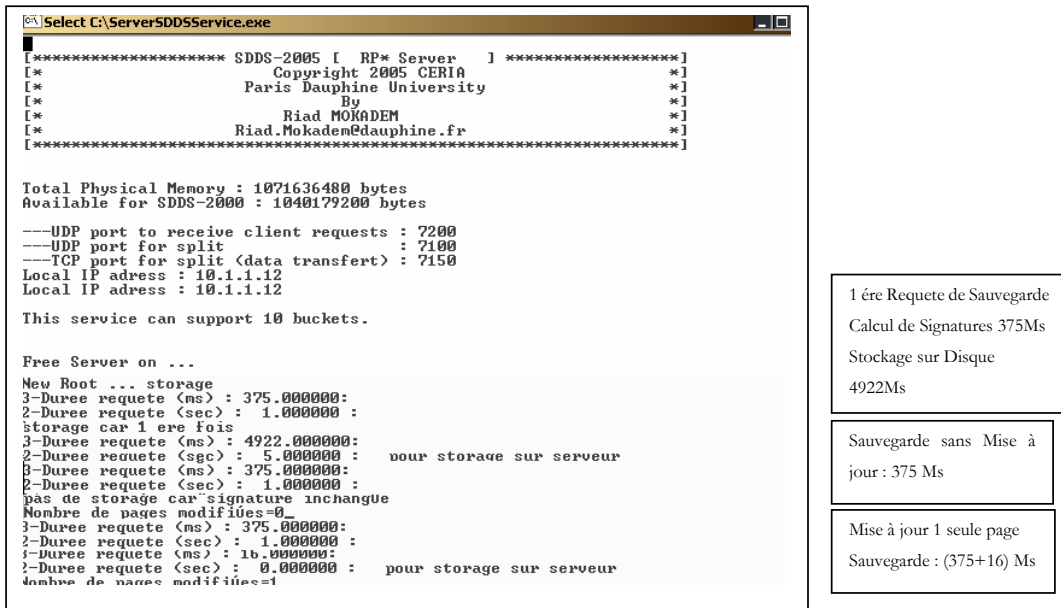 Select C:\ServerSDDSService.exe
[******************** SDDS-2005 [  RP* Server   ] ******************]
[*                         Copyright 2005 CERIA                     *]
[*                      Paris Dauphine University                   *]
[*                                By                                *]
[*                          Riad MOKADEM                            *]
[*                     Riad.Mokadem@dauphine.fr                     *]
[*******************************************************************]
Total Physical Memory : 1071636480 bytes
Available for SDDS-2000 : 1040179200 bytes
---UDP port to receive client requests : 7200
---UDP port for split                  : 7100
---TCP port for split (data transfert) : 7150
Local IP adress : 10.1.1.12
Local IP adress : 10.1.1.12
This service can support 10 buckets.
Free Server on ...
New Root ... storage
3-Duree requete (ms) : 375.000000:
2-Duree requete (sec) :  1.000000 :
storage car 1 ere fois
3-Duree requete (ms) : 4922.000000:
2-Duree requete (sec) :  5.000000 :   pour storage sur serveur
3-Duree requete (ms) : 375.000000:
2-Duree requete (sec) :  1.000000 :
pas de storage car signature inchangÚe
Nombre de pages modifiÚes=0_
3-Duree requete (ms) : 375.000000:
2-Duree requete (sec) :  1.000000 :
3-Duree requete (ms) : 16.000000:
2-Duree requete (sec) :  0.000000 :   pour storage sur serveur
Nombre de pages modifiÚes=1
1 ére Requete de Sauvegarde
Calcul de Signatures 375Ms
Stockage sur Disque
4922Ms
Sauvegarde sans Mise à
jour : 375 Ms
Mise à jour 1 seule page
Sauvegarde : (375+16) Ms